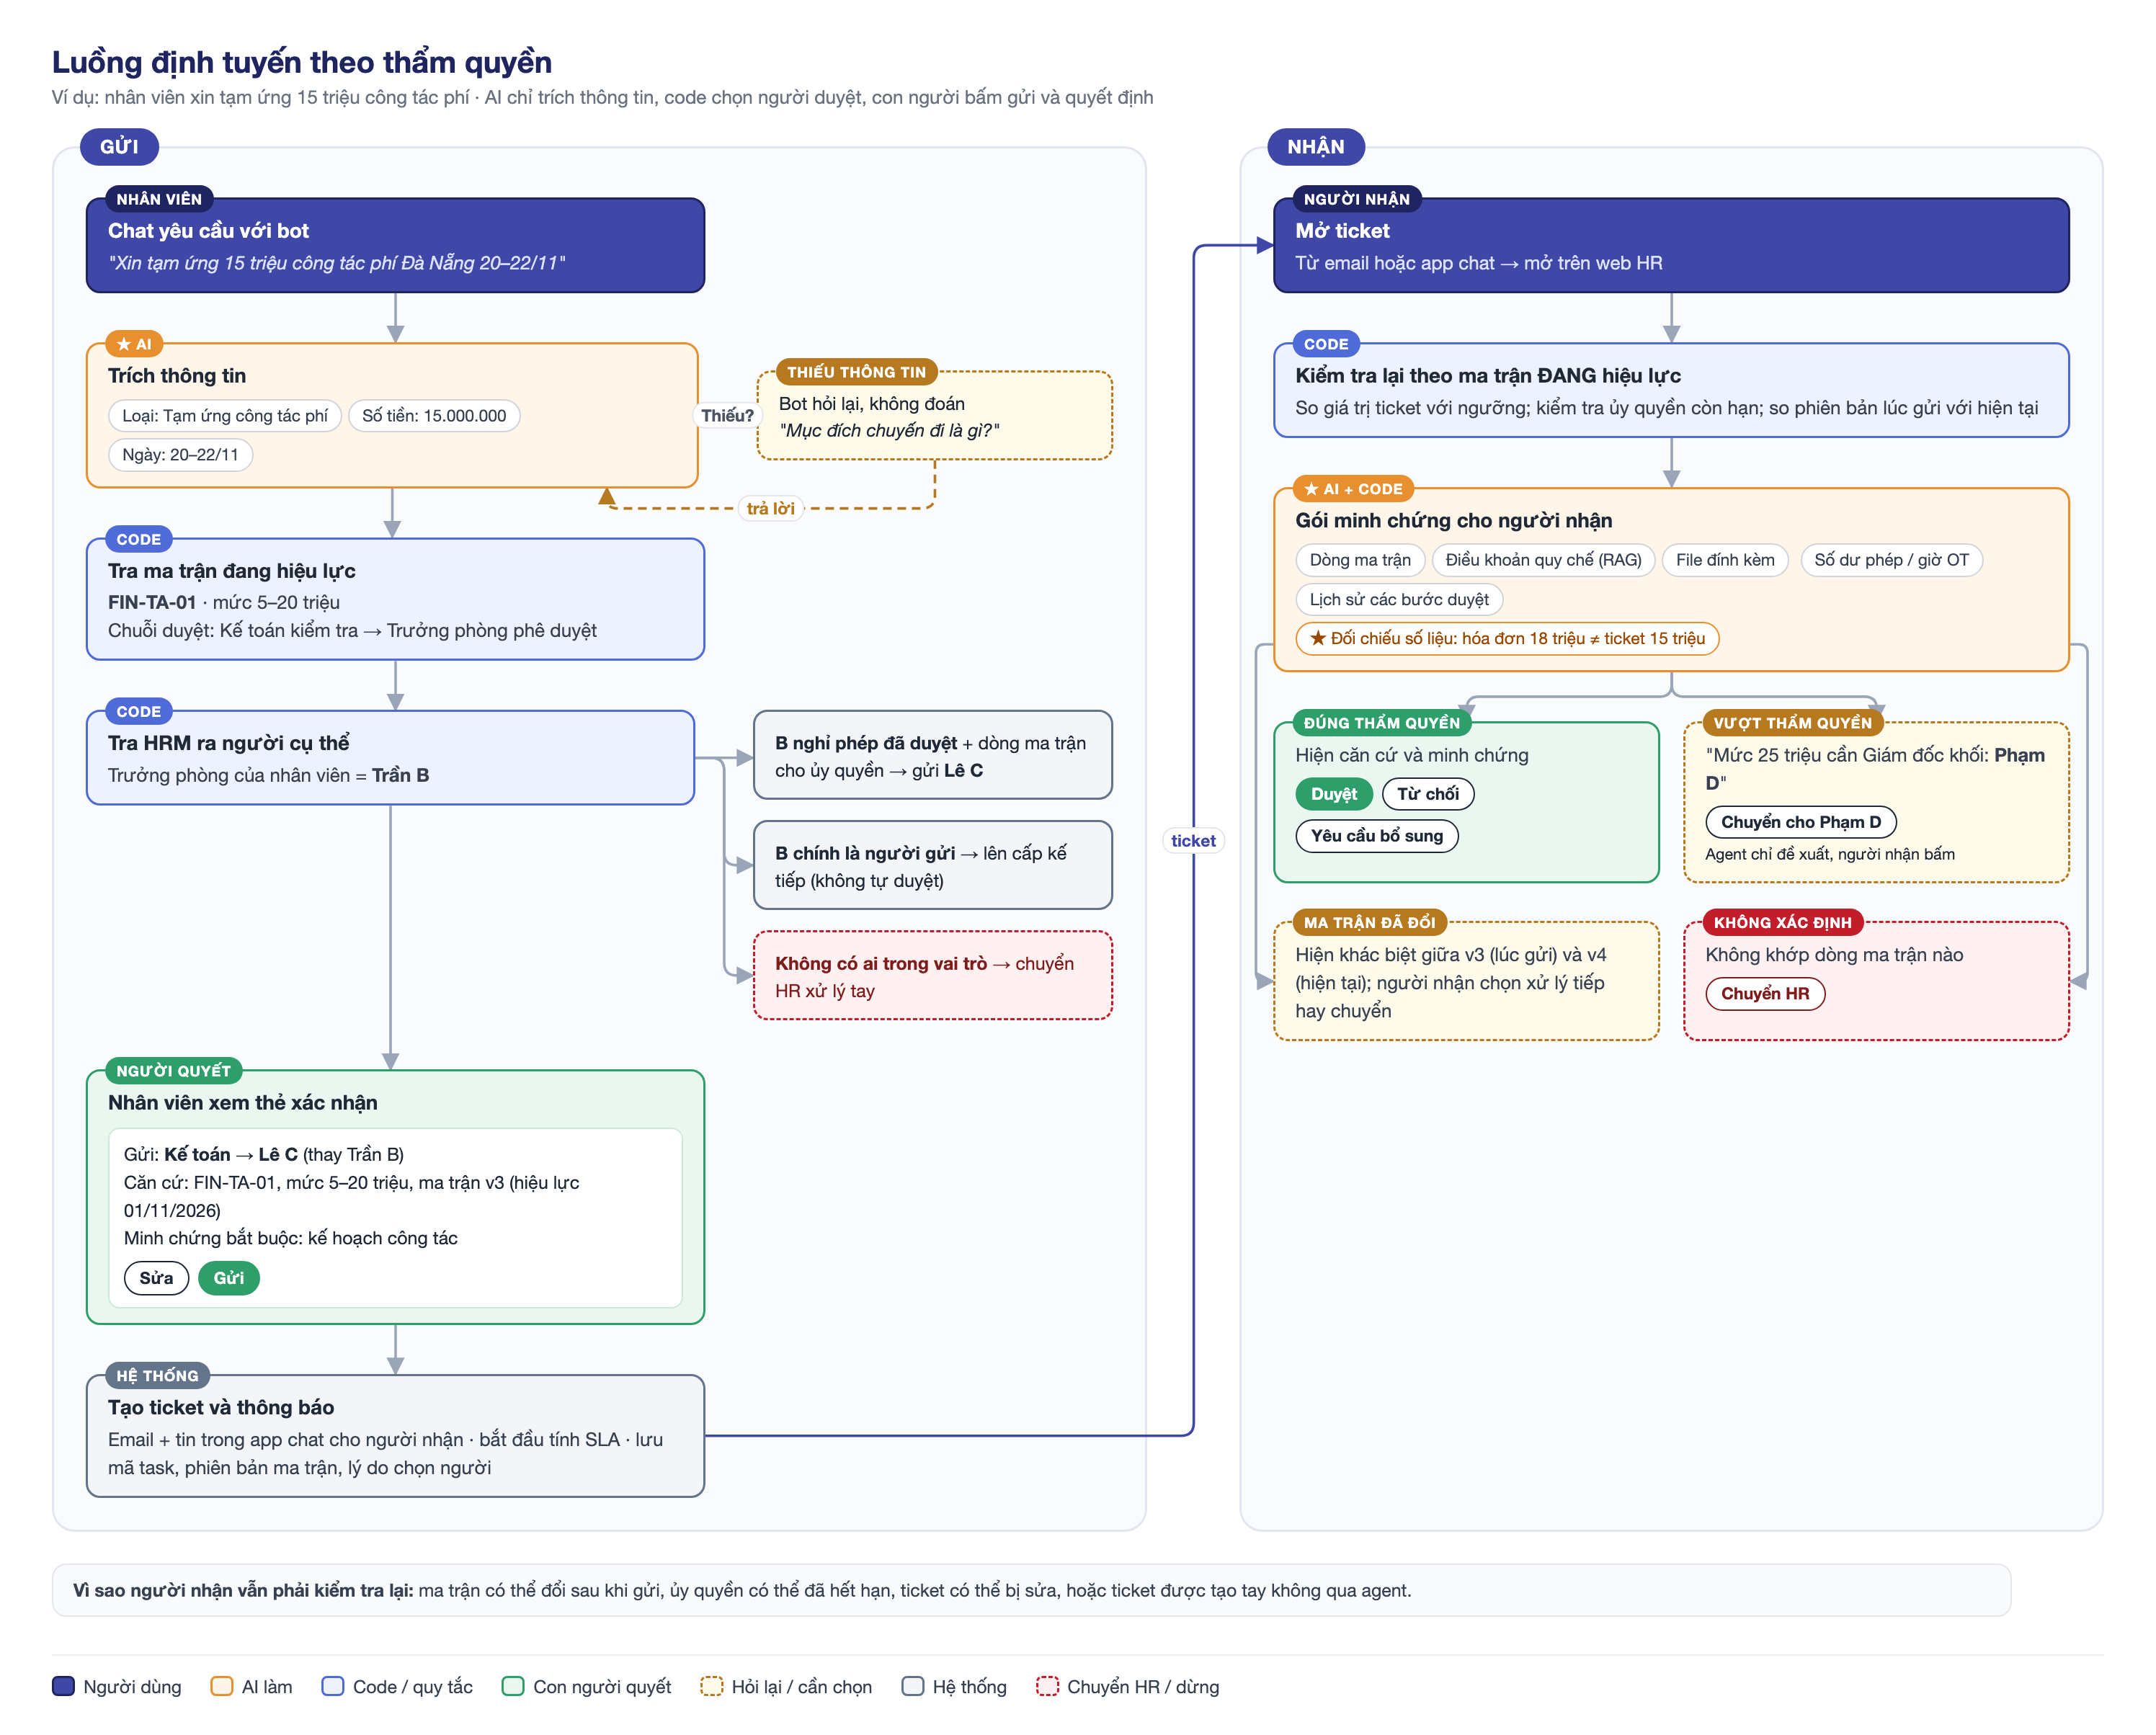 Luồng định tuyến theo thẩm quyền
Ví dụ: nhân viên xin tạm ứng 15 triệu công tác phí · AI chỉ trích thông tin, code chọn người duyệt, con người bấm gửi và quyết định
GỬI
NHÂN VIÊN
Chat yêu cầu với bot
"Xin tạm ứng 15 triệu công tác phí Đà Nẵng 20–22/11"
★ AI
Trích thông tin
Loại: Tạm ứng công tác phí
Số tiền: 15.000.000
Ngày: 20–22/11
Thiếu?
THIẾU THÔNG TIN
Bot hỏi lại, không đoán
"Mục đích chuyến đi là gì?"
trả lời
CODE
Tra ma trận đang hiệu lực
FIN-TA-01 · mức 5–20 triệu
Chuỗi duyệt: Kế toán kiểm tra → Trưởng phòng phê duyệt
CODE
Tra HRM ra người cụ thể
Trưởng phòng của nhân viên = Trần B
B nghỉ phép đã duyệt + dòng ma trận
cho ủy quyền → gửi Lê C
B chính là người gửi → lên cấp kế
tiếp (không tự duyệt)
Không có ai trong vai trò → chuyển
HR xử lý tay
NGƯỜI QUYẾT
Nhân viên xem thẻ xác nhận
Gửi: Kế toán → Lê C (thay Trần B)
Căn cứ: FIN-TA-01, mức 5–20 triệu, ma trận v3 (hiệu lực
01/11/2026)
Minh chứng bắt buộc: kế hoạch công tác
Sửa
Gửi
HỆ THỐNG
Tạo ticket và thông báo
Email + tin trong app chat cho người nhận · bắt đầu tính SLA · lưu
mã task, phiên bản ma trận, lý do chọn người
ticket
NHẬN
NGƯỜI NHẬN
Mở ticket
Từ email hoặc app chat → mở trên web HR
CODE
Kiểm tra lại theo ma trận ĐANG hiệu lực
So giá trị ticket với ngưỡng; kiểm tra ủy quyền còn hạn; so phiên bản lúc gửi với hiện tại
★ AI + CODE
Gói minh chứng cho người nhận
Dòng ma trận
Điều khoản quy chế (RAG)
File đính kèm
Số dư phép / giờ OT
Lịch sử các bước duyệt
★ Đối chiếu số liệu: hóa đơn 18 triệu ≠ ticket 15 triệu
ĐÚNG THẨM QUYỀN
Hiện căn cứ và minh chứng
Duyệt
Từ chối
Yêu cầu bổ sung
VƯỢT THẨM QUYỀN
"Mức 25 triệu cần Giám đốc khối: Phạm
D"
Chuyển cho Phạm D
Agent chỉ đề xuất, người nhận bấm
MA TRẬN ĐÃ ĐỔI
Hiện khác biệt giữa v3 (lúc gửi) và v4
(hiện tại); người nhận chọn xử lý tiếp
hay chuyển
KHÔNG XÁC ĐỊNH
Không khớp dòng ma trận nào
Chuyển HR
Vì sao người nhận vẫn phải kiểm tra lại: ma trận có thể đổi sau khi gửi, ủy quyền có thể đã hết hạn, ticket có thể bị sửa, hoặc ticket được tạo tay không qua agent.
Người dùng
AI làm
Code / quy tắc
Con người quyết
Hỏi lại / cần chọn
Hệ thống
Chuyển HR / dừng